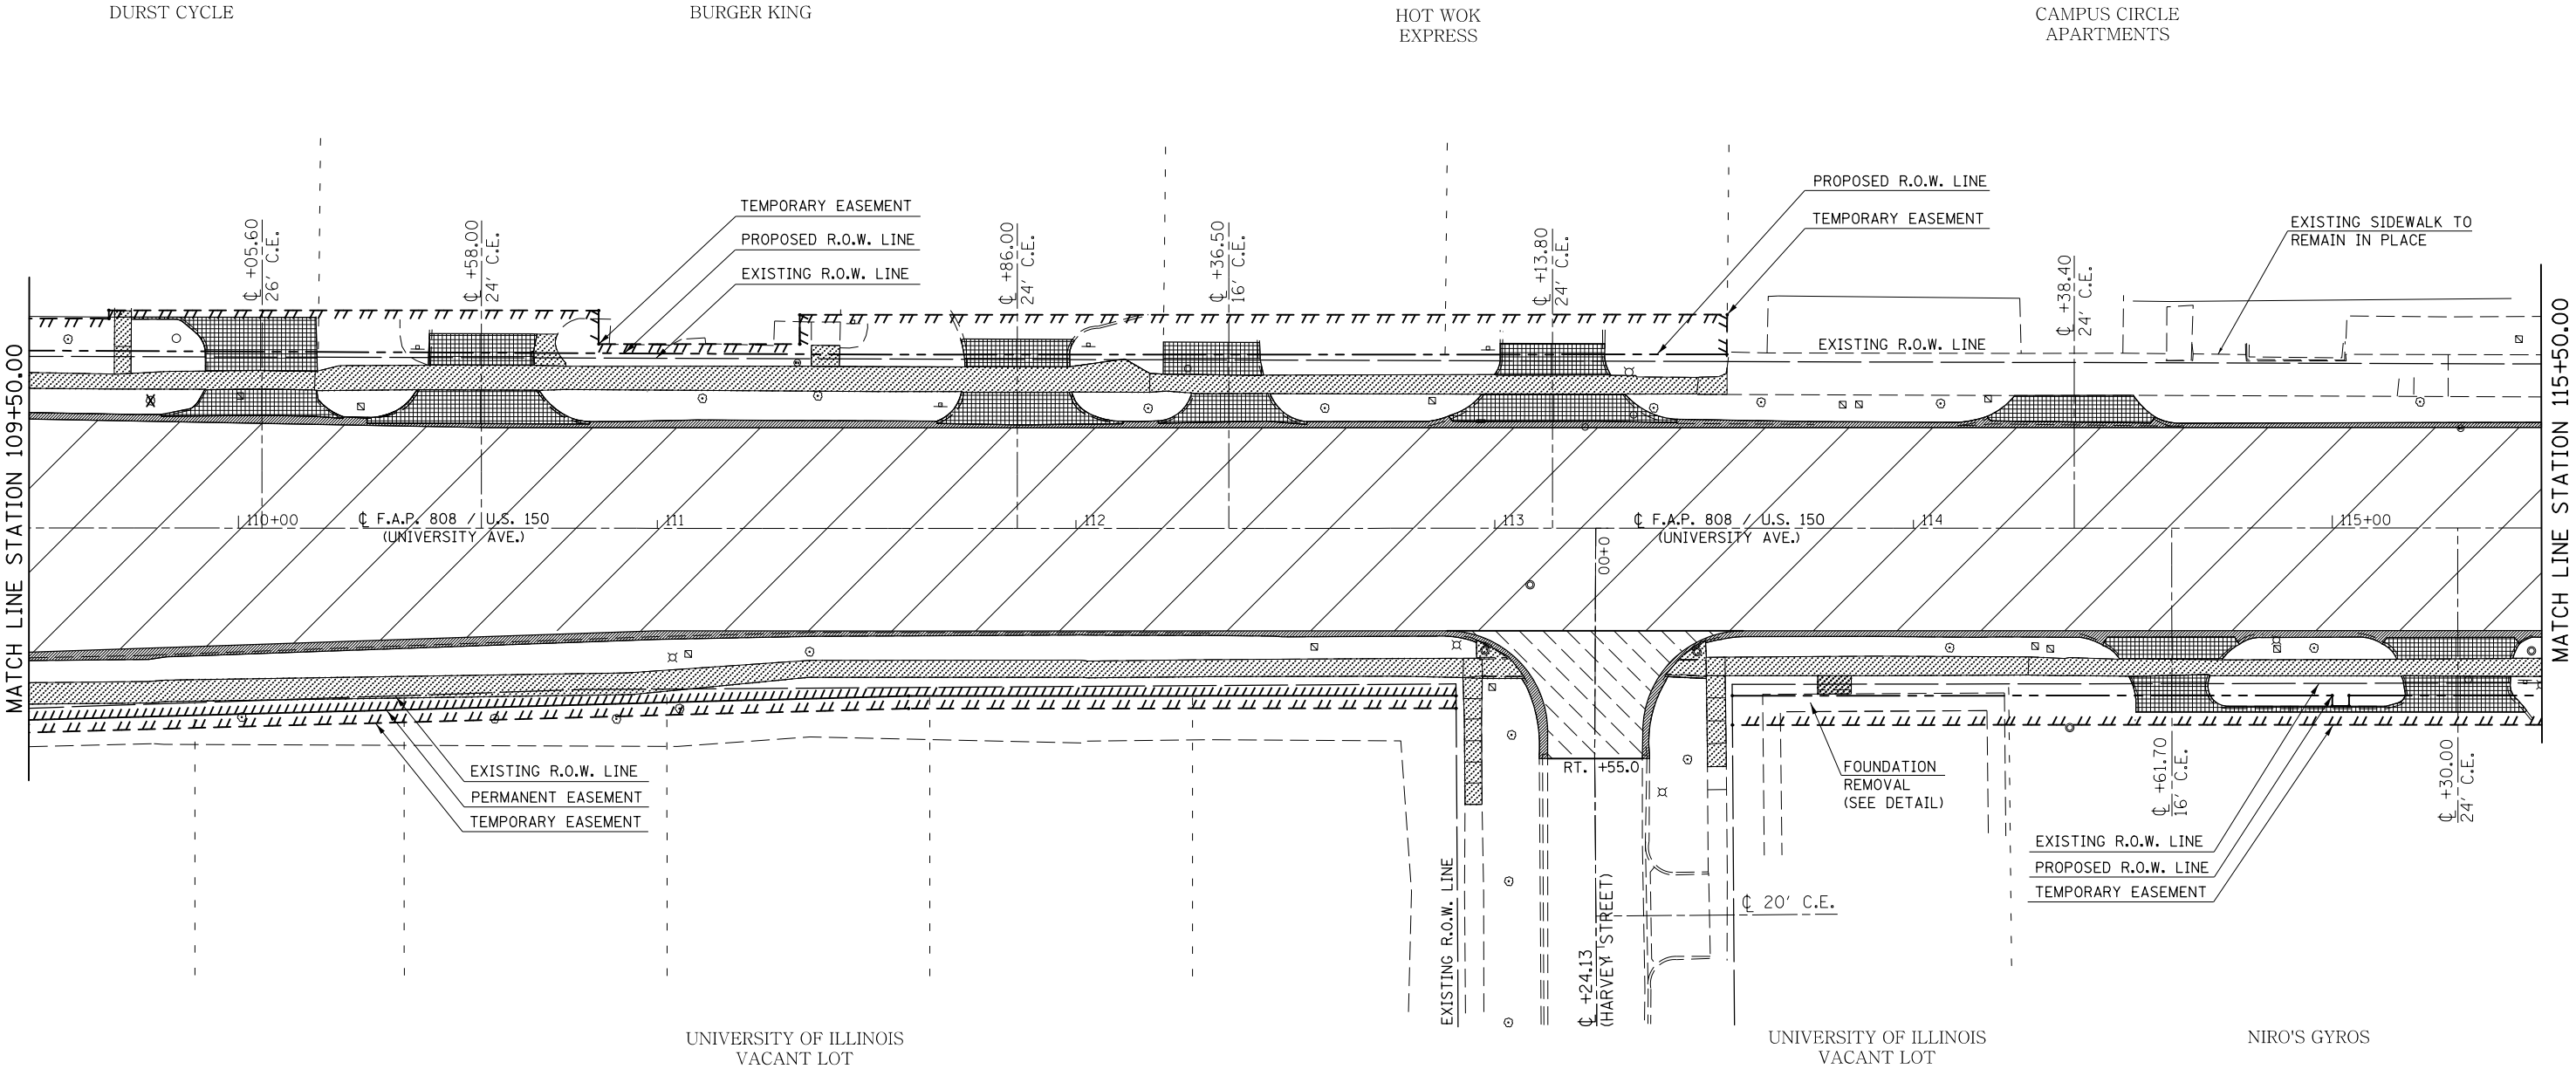 DURST CYCLE
BURGER KING
HOT WOK
EXPRESS
CAMPUS CIRCLE
APARTMENTS
TEMPORARY EASEMENT
PROPOSED R.O.W. LINE
EXISTING R.O.W. LINE
PROPOSED R.O.W. LINE
TEMPORARY EASEMENT
EXISTING SIDEWALK TO
REMAIN IN PLACE
℄ +05.60
26' C.E.
℄ +58.00
24' C.E.
℄ +86.00
24' C.E.
℄ +36.50
16' C.E.
℄ +13.80
24' C.E.
℄ +38.40
24' C.E.
EXISTING R.O.W. LINE
MATCH LINE STATION 109+50.00
MATCH LINE STATION 115+50.00
110+00
℄ F.A.P. 808 / U.S. 150
(UNIVERSITY AVE.)
111
112
113
℄ F.A.P. 808 / U.S. 150
(UNIVERSITY AVE.)
114
115+00
0+00
RT. +55.0
EXISTING R.O.W. LINE
PERMANENT EASEMENT
TEMPORARY EASEMENT
FOUNDATION
REMOVAL
(SEE DETAIL)
℄ +61.70
16' C.E.
℄ +30.00
24' C.E.
EXISTING R.O.W. LINE
PROPOSED R.O.W. LINE
TEMPORARY EASEMENT
EXISTING R.O.W. LINE
℄ +24.13
(HARVEY STREET)
℄ 20' C.E.
UNIVERSITY OF ILLINOIS
VACANT LOT
UNIVERSITY OF ILLINOIS
VACANT LOT
NIRO'S GYROS